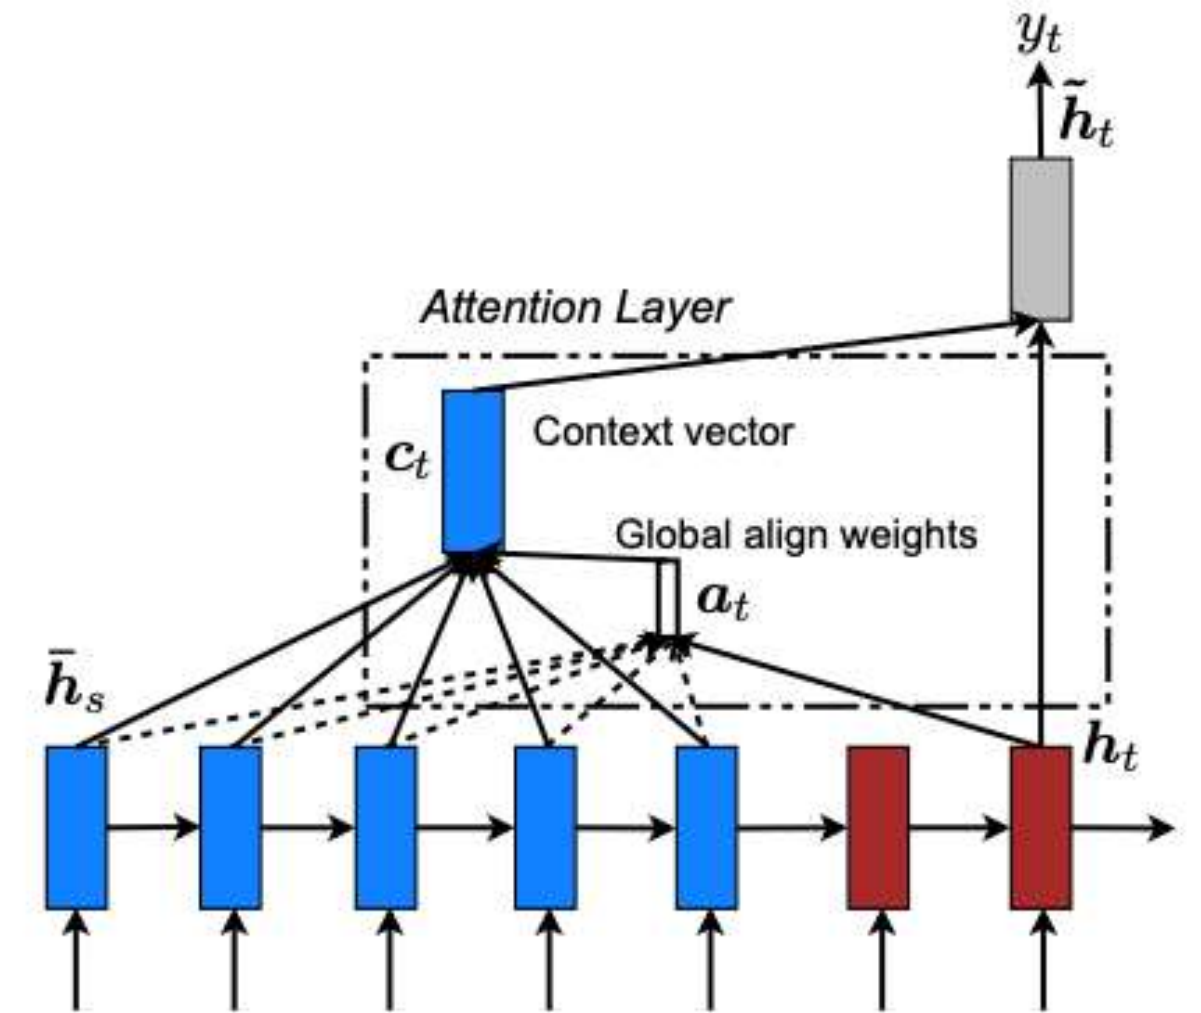 y_t
h̃_t
Attention Layer
Context vector
c_t
Global align weights
a_t
h̄_s
h_t